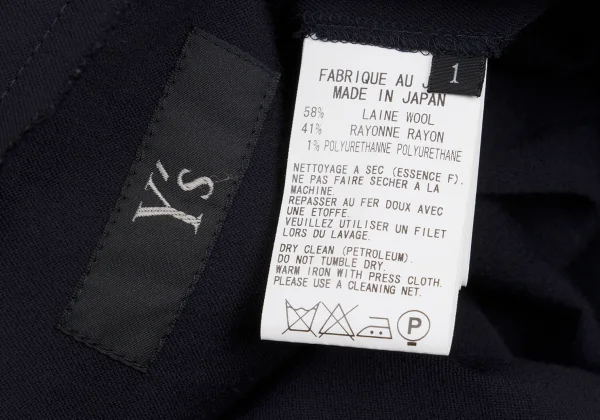 Y's
1
FABRIQUE AU
MADE IN JAPAN
58% LAINE WOOL
41% RAYONNE RAYON
1% POLYURETHANNE POLYURETHANE
NETTOYAGE A SEC (ESSENCE F).
NE PAS FAIRE SECHER A LA
MACHINE.
REPASSER AU FER DOUX AVEC
UNE ETOFFE.
VEUILLEZ UTILISER UN FILET
LORS DU LAVAGE.
DRY CLEAN (PETROLEUM).
DO NOT TUMBLE DRY.
WARM IRON WITH PRESS CLOTH.
PLEASE USE A CLEANING NET.
P